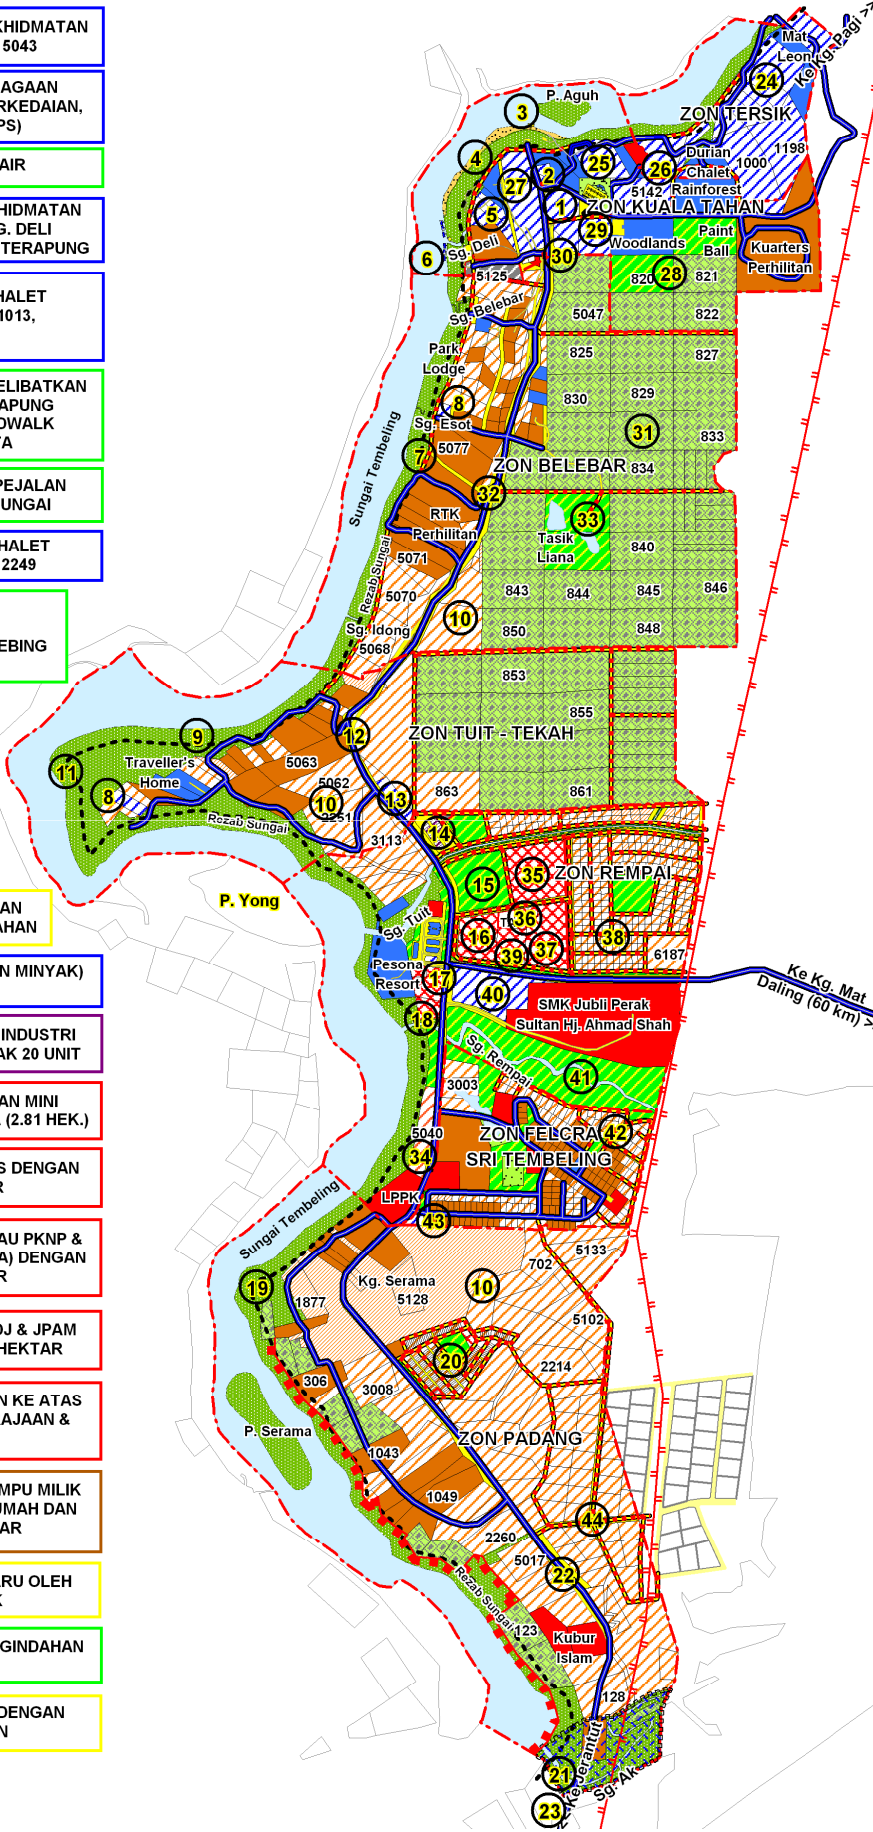 KHIDMATAN
5043
AGAAN
RKEDAIAN,
PS)
AIR
HIDMATAN
G. DELI
TERAPUNG
HALET
1013,
ELIBATKAN
APUNG
OWALK
TA
PEJALAN
SUNGAI
HALET
2249
EBING
AN
AHAN
N MINYAK)
INDUSTRI
AK 20 UNIT
AN MINI
(2.81 HEK.)
S DENGAN
R
AU PKNP &
A) DENGAN
R
OJ & JPAM
HEKTAR
N KE ATAS
RAJAAN &
MPU MILIK
UMAH DAN
AR
RU OLEH
K
GINDAHAN
DENGAN
N
Mat
Leon
Ke Kg. Pagi >>
24
P. Aguh
3
ZON TERSIK
4
25
26
Durian
Chalet
1000
1198
2
27
5142
Rainforest
1
ZON KUALA TAHAN
5
29
Woodlands
Paint
Ball
Kuarters
Perhilitan
6
Sg. Deli
30
5125
820
28
821
Sg. Belebar
5047
822
Park
Lodge
825
827
829
8
830
Sg. Esot
31
833
7
5077
ZON BELEBAR
834
Sungai Tembeling
32
RTK
Perhilitan
33
Tasik
Liana
840
5071
Rezab Sungai
5070
843
844
845
846
10
Sg. Idong
5068
850
848
853
855
9
12
ZON TUIT - TEKAH
11
Traveller's
Home
5063
8
5062
10
2251
13
863
861
Rezab Sungai
3113
14
P. Yong
15
35
ZON REMPAI
Sg. Tuit
36
16
37
38
39
6187
Pesona
Resort
17
40
Ke Kg. Mat
Daling (60 km) >
18
SMK Jubli Perak
Sultan Hj. Ahmad Shah
Sg. Rempai
41
3003
5040
ZON FELCRA
42
SRI TEMBELING
34
LPPK
Sungai Tembeling
43
5133
702
19
Kg. Serama
5128
10
1877
5102
20
2214
306
3008
P. Serama
ZON PADANG
1043
1049
44
2260
5017
22
Rezab Sungai
123
Kubur
Islam
128
Ke Jerantut
Sg. Ake
21
23